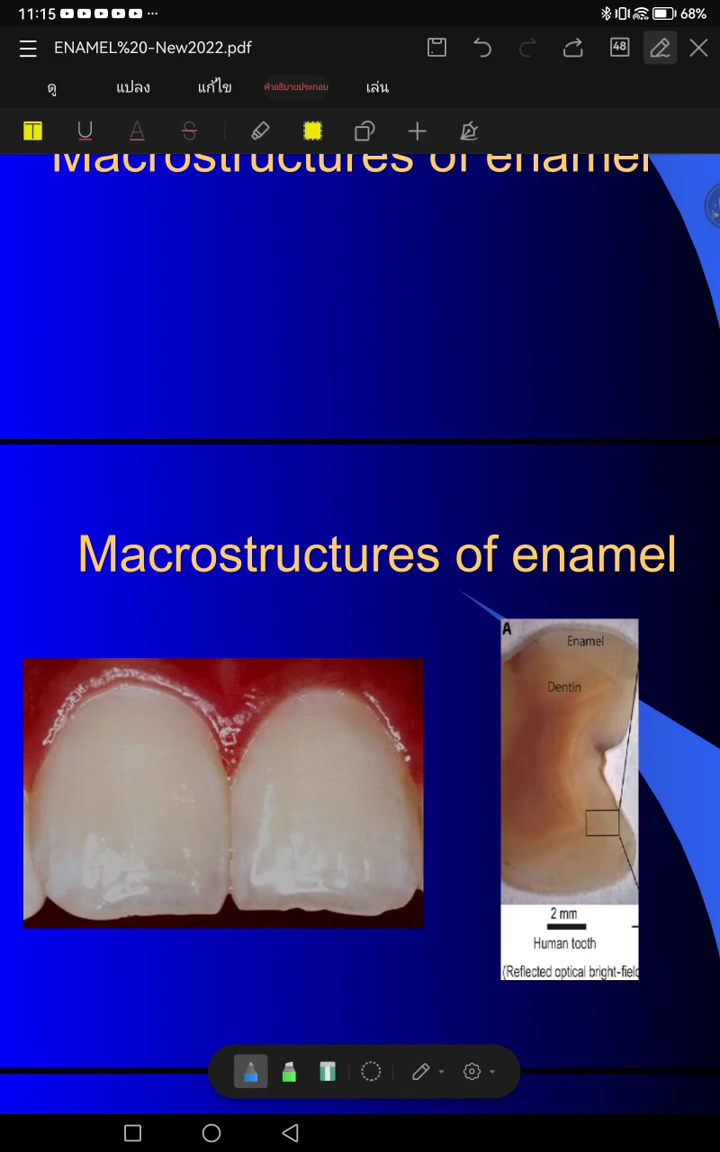 11:15
68%
ENAMEL%20-New2022.pdf
48
ดู แปลง แก้ไข คำอธิบายประกอบ เล่น
T U A S
Macrostructures of enamel
Macrostructures of enamel
A
Enamel
Dentin
2 mm
Human tooth
(Reflected optical bright-field